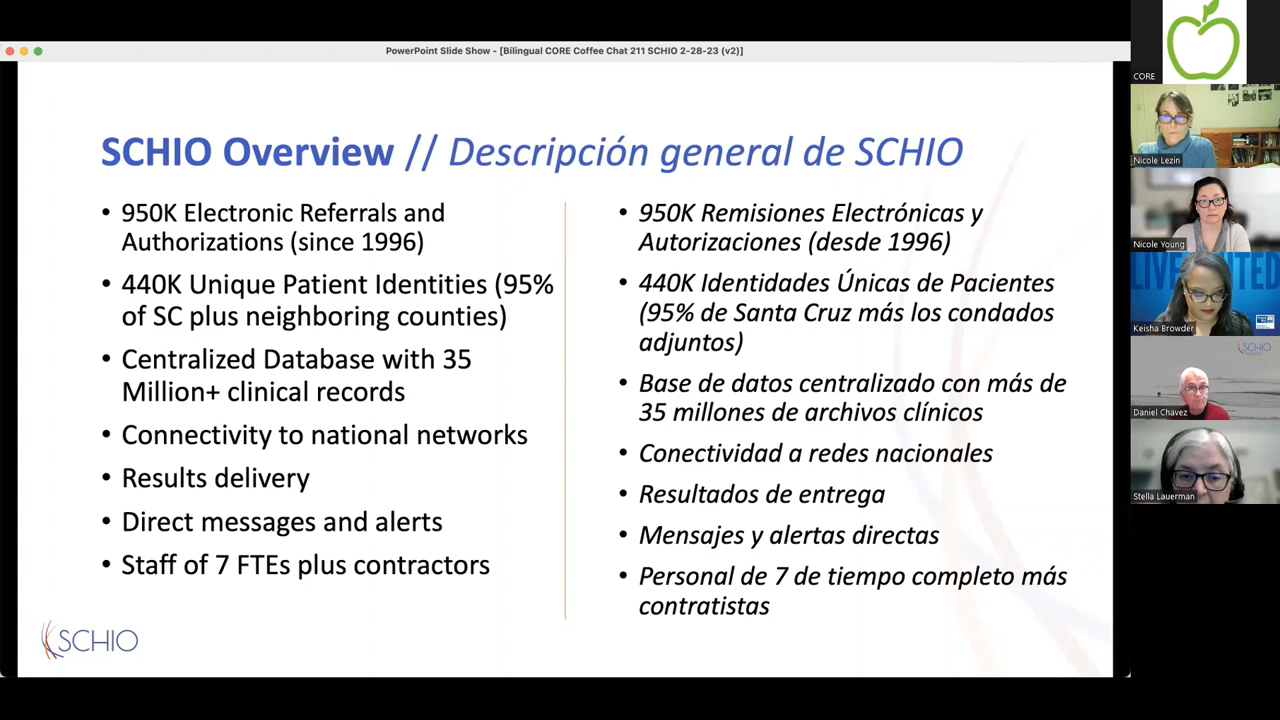 PowerPoint Slide Show - [Bilingual CORE Coffee Chat 211 SCHIO 2-28-23 (v2)]
SCHIO Overview // Descripción general de SCHIO
• 950K Electronic Referrals and
Authorizations (since 1996)
• 440K Unique Patient Identities (95%
of SC plus neighboring counties)
• Centralized Database with 35
Million+ clinical records
• Connectivity to national networks
• Results delivery
• Direct messages and alerts
• Staff of 7 FTEs plus contractors
• 950K Remisiones Electrónicas y
Autorizaciones (desde 1996)
• 440K Identidades Únicas de Pacientes
(95% de Santa Cruz más los condados
adjuntos)
• Base de datos centralizado con más de
35 millones de archivos clínicos
• Conectividad a redes nacionales
• Resultados de entrega
• Mensajes y alertas directas
• Personal de 7 de tiempo completo más
contratistas
SCHIO
CORE
Nicole Lezin
Nicole Young
LIVE UNITED
Keisha Browder
SCHIO
Daniel Chavez
Stella Lauerman